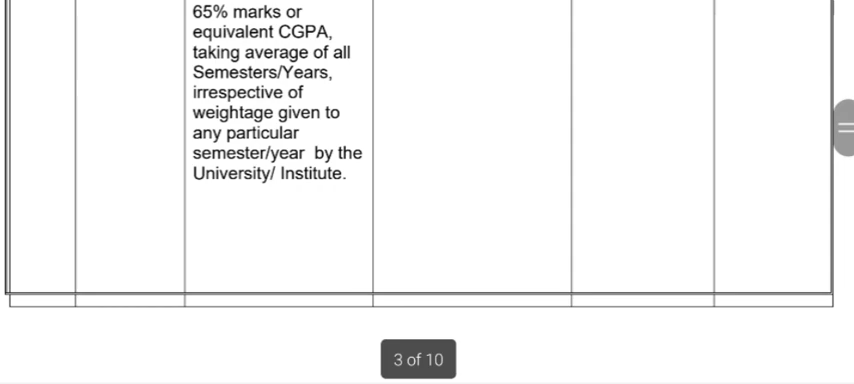 65% marks or
equivalent CGPA,
taking average of all
Semesters/Years,
irrespective of
weightage given to
any particular
semester/year by the
University/ Institute.
3 of 10